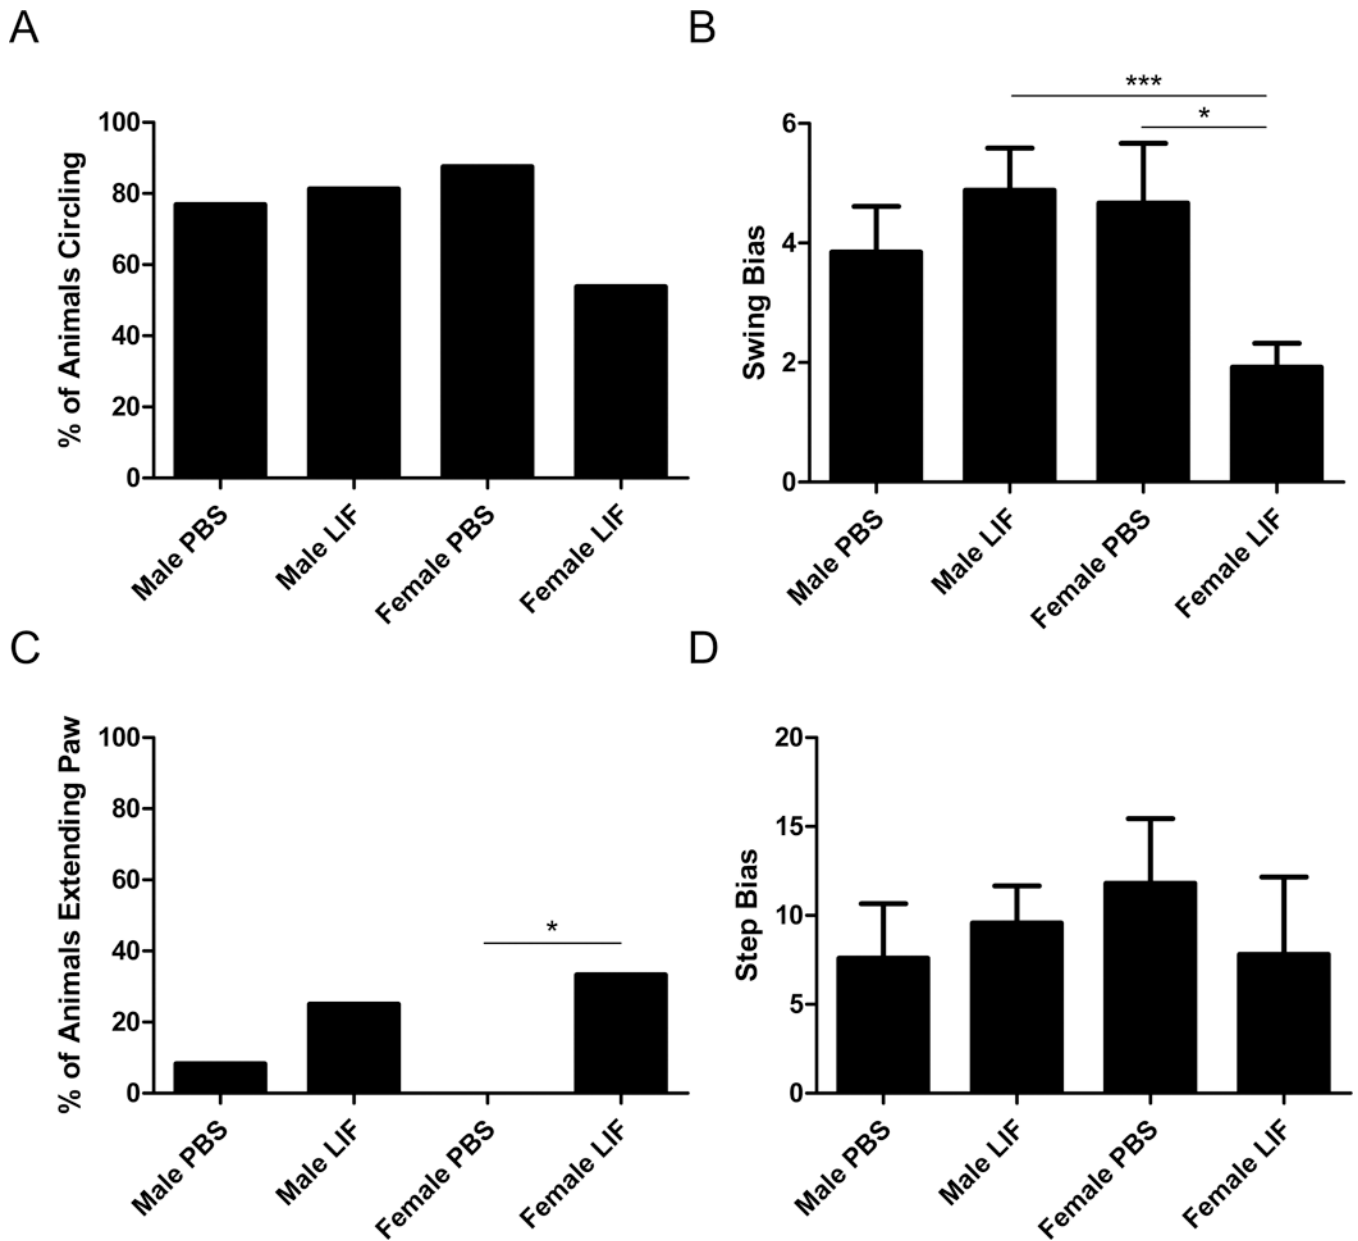 A
% of Animals Circling
100
80
60
40
20
0
Male PBS
Male LIF
Female PBS
Female LIF
B
***
*
Swing Bias
6
4
2
0
Male PBS
Male LIF
Female PBS
Female LIF
C
% of Animals Extending Paw
100
80
60
40
20
0
*
Male PBS
Male LIF
Female PBS
Female LIF
D
Step Bias
20
15
10
5
0
Male PBS
Male LIF
Female PBS
Female LIF